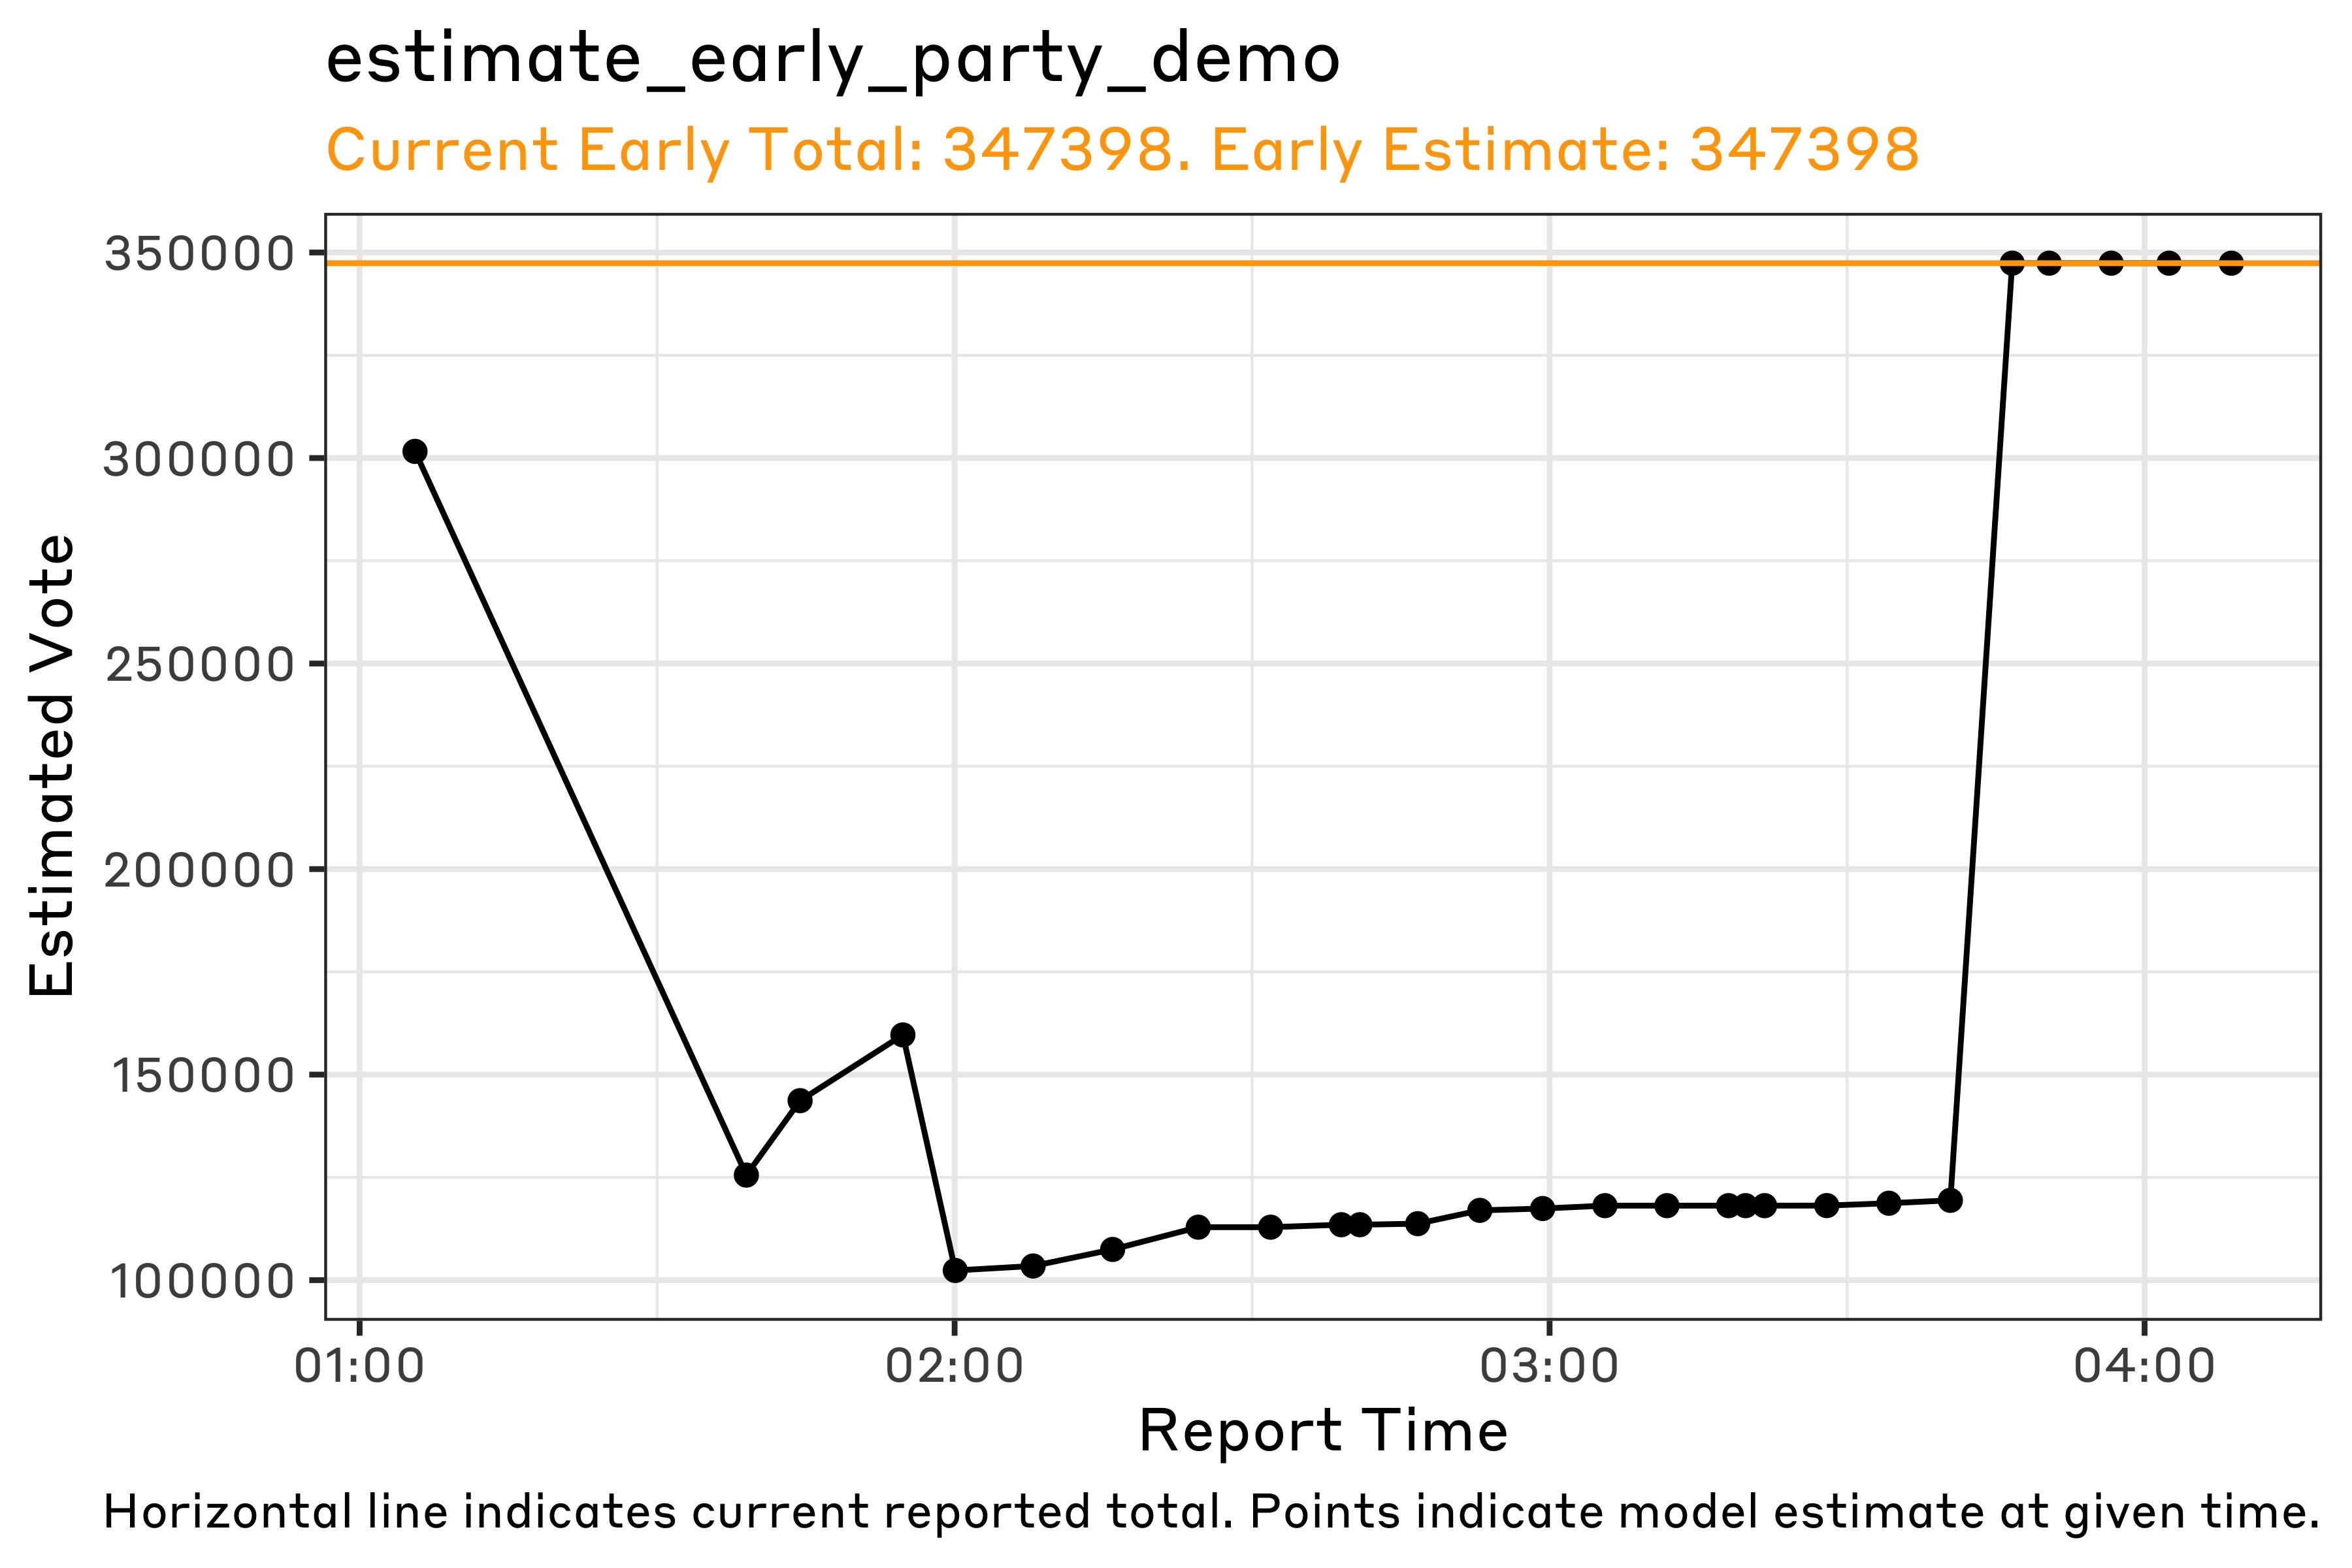 estimate_early_party_demo
Current Early Total: 347398. Early Estimate: 347398
Estimated Vote
350000
300000
250000
200000
150000
100000
01:00 02:00 03:00 04:00
Report Time
Horizontal line indicates current reported total. Points indicate model estimate at given time.